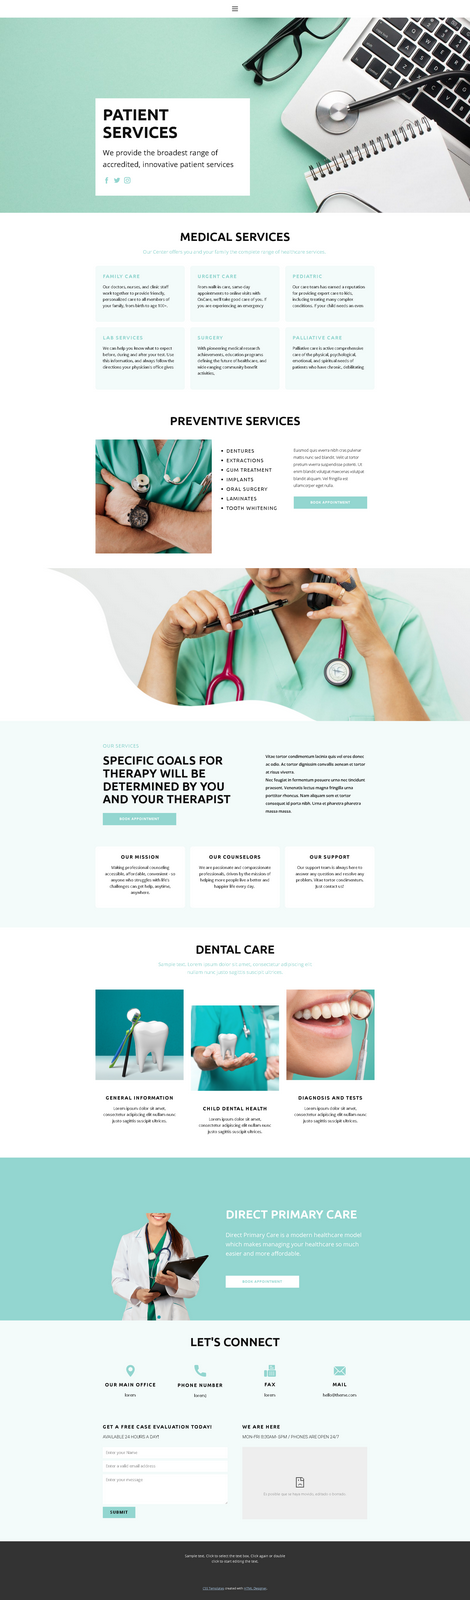 PATIENT
SERVICES
We provide the broadest range of
accredited, innovative patient services
MEDICAL SERVICES
Our Center offers you and your family the complete range of healthcare services.
FAMILY CARE
Our doctors, nurses, and clinic staff
work together to provide friendly,
personalized care to all members of
your family, from birth to age 100+.
URGENT CARE
From walk-in care, same-day
appointments to online visits with
OnCare, we'll take good care of you. If
you are experiencing an emergency
PEDIATRIC
Our care team has earned a reputation
for providing expert care to kids,
including treating many complex
conditions. If your child needs an even
LAB SERVICES
We can help you know what to expect
before, during and after your test. Use
this information, and always follow the
directions your physician's office gives
SURGERY
With pioneering medical research
achievements, education programs
defining the future of healthcare, and
wide-ranging community benefit
activities.
PALLIATIVE CARE
Palliative care is active comprehensive
care of the physical, psychological,
emotional, and spiritual needs of
patients who have chronic, debilitating
PREVENTIVE SERVICES
DENTURES
EXTRACTIONS
GUM TREATMENT
IMPLANTS
ORAL SURGERY
LAMINATES
TOOTH WHITENING
Euismod quis viverra nibh cras pulvinar
mattis nunc sed blandit. Velit ut tortor
pretium viverra suspendisse potenti. Ut
enim blandit volutpat maecenas volutpat
blandit aliquam. Vel fringilla est
ullamcorper eget nulla.
BOOK APPOINTMENT
OUR SERVICES
SPECIFIC GOALS FOR
THERAPY WILL BE
DETERMINED BY YOU
AND YOUR THERAPIST
BOOK APPOINTMENT
Vitae tortor condimentum lacinia quis vel eros donec
ac odio. Ac tortor dignissim convallis aenean et tortor
at risus viverra.
Nec feugiat in fermentum posuere urna nec tincidunt
praesent. Venenatis lectus magna fringilla urna
porttitor rhoncus. Nam aliquam sem et tortor
consequat id porta nibh. Urna et pharetra pharetra
massa massa.
OUR MISSION
Making professional counseling
accessible, affordable, convenient - so
anyone who struggles with life's
challenges can get help, anytime,
anywhere.
OUR COUNSELORS
We are passionate and compassionate
professionals, driven by the mission of
helping more people live a better and
happier life every day.
OUR SUPPORT
Our support team is always here to
answer any question and resolve any
problem. Vitae tortor condimentum.
Just contact us!
DENTAL CARE
Sample text. Lorem ipsum dolor sit amet, consectetur adipiscing elit
nullam nunc justo sagittis suscipit ultrices.
GENERAL INFORMATION
Lorem ipsum dolor sit amet,
consectetur adipiscing elit nullam nunc
justo sagittis suscipit ultrices.
CHILD DENTAL HEALTH
Lorem ipsum dolor sit amet,
consectetur adipiscing elit nullam nunc
justo sagittis suscipit ultrices.
DIAGNOSIS AND TESTS
Lorem ipsum dolor sit amet,
consectetur adipiscing elit nullam nunc
justo sagittis suscipit ultrices.
DIRECT PRIMARY CARE
Direct Primary Care is a modern healthcare model
which makes managing your healthcare so much
easier and more affordable.
BOOK APPOINTMENT
LET'S CONNECT
OUR MAIN OFFICE
lorem
PHONE NUMBER
lorem
FAX
lorem
MAIL
hello@theme.com
GET A FREE CASE EVALUATION TODAY!
AVAILABLE 24 HOURS A DAY!
Enter your Name
Enter a valid email address
Enter your message
SUBMIT
WE ARE HERE
MON-FRI 8:30AM-5PM / PHONES ARE OPEN 24/7
Sample text. Click to select the text box. Click again or double
click to start editing the text.
CSS Templates created with HTML Designer.